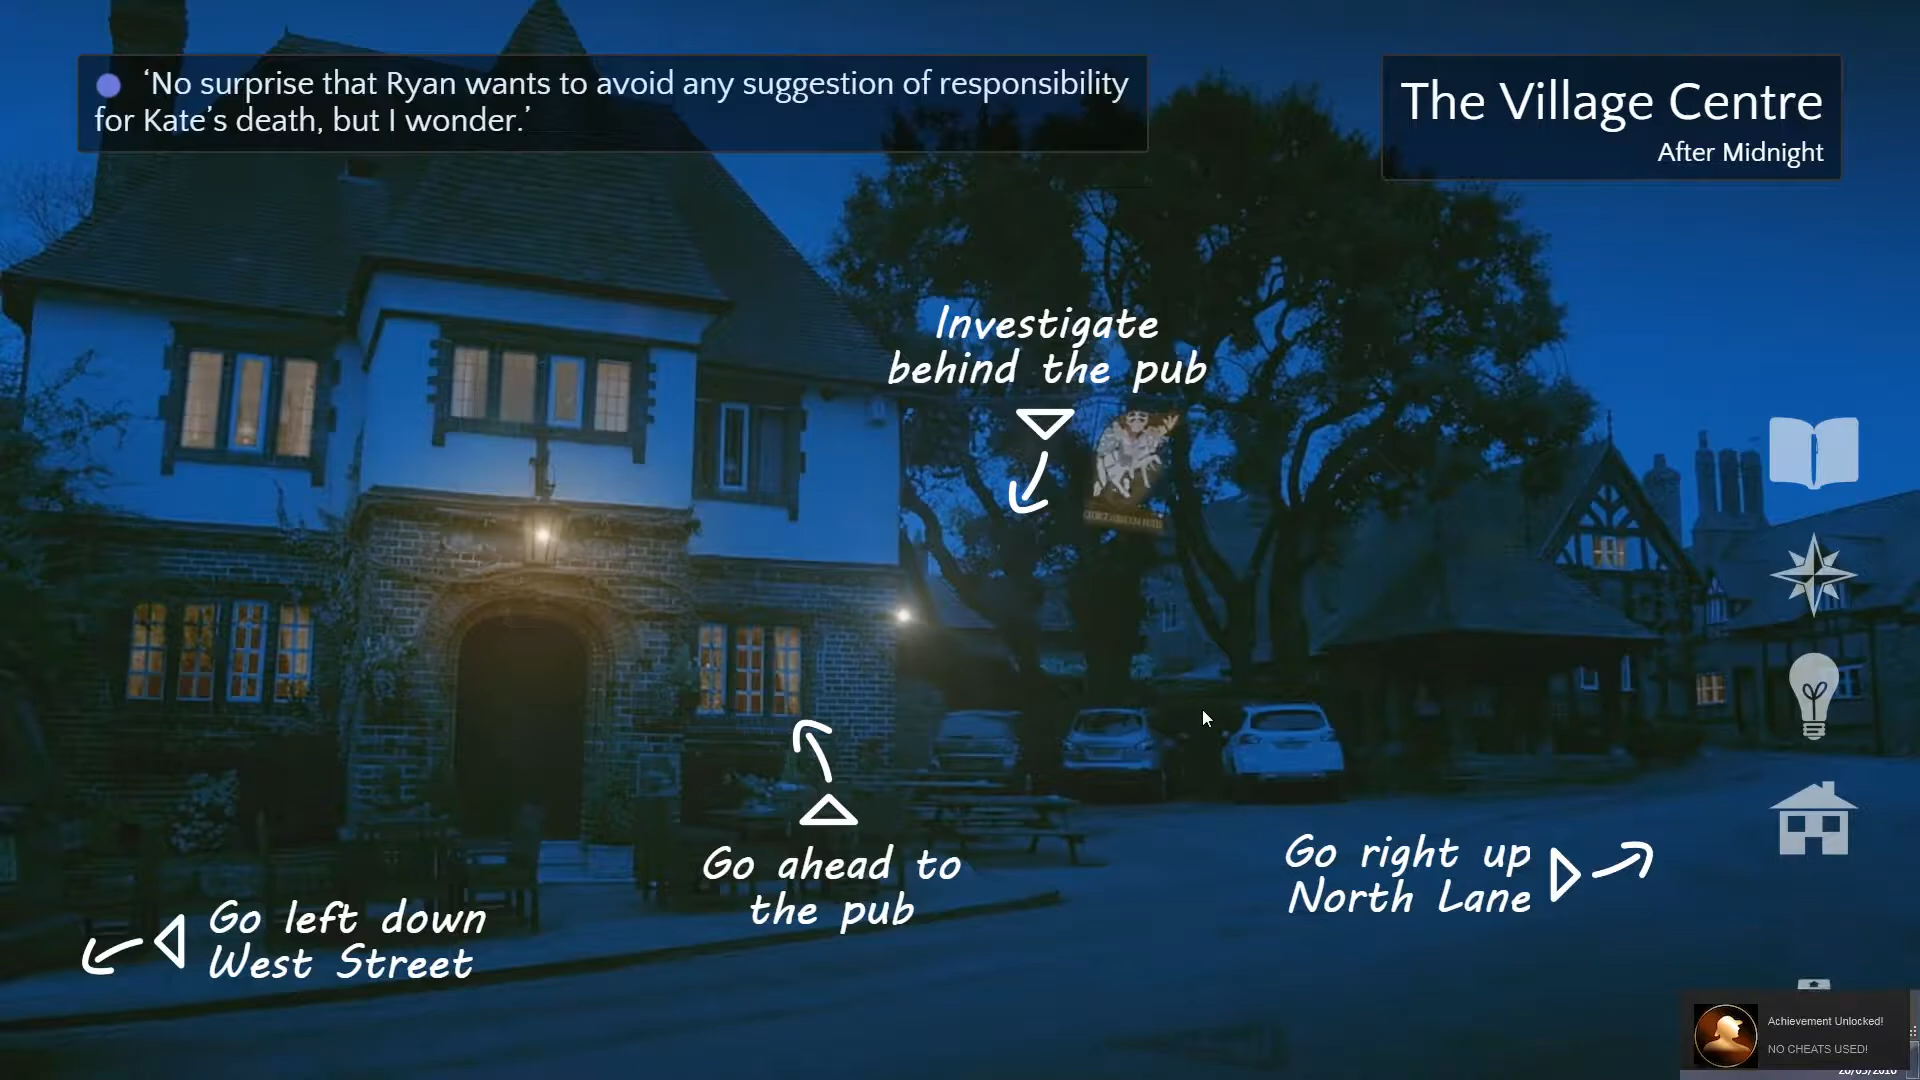 ‘No surprise that Ryan wants to avoid any suggestion of responsibility
for Kate’s death, but I wonder.’
The Village Centre
After Midnight
Investigate
behind the pub
Go ahead to
the pub
Go right up
North Lane
Go left down
West Street
Achievement Unlocked!
NO CHEATS USED!